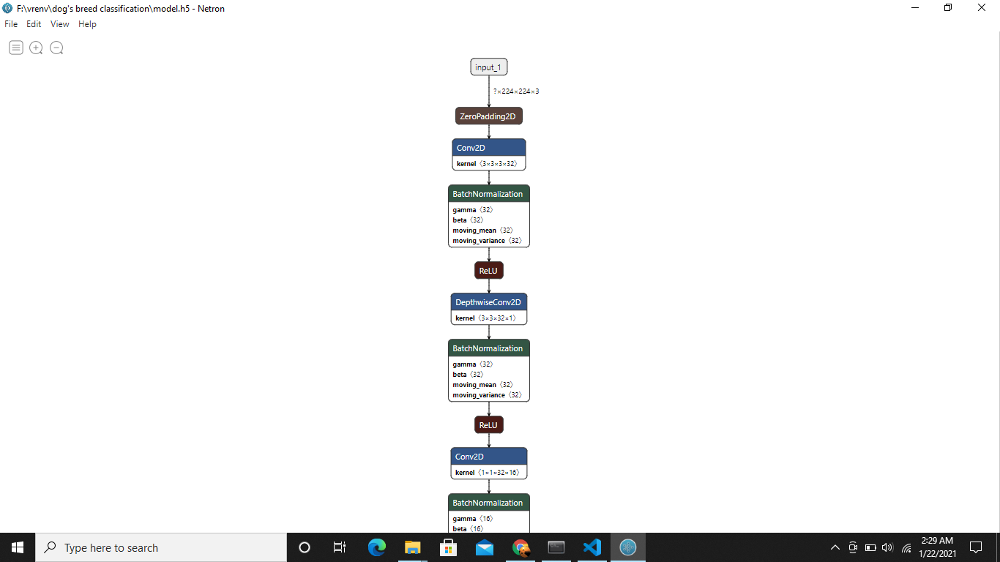 F:\vrenv\dog's breed classification\model.h5 - Netron
File Edit View Help
input_1
?×224×224×3
ZeroPadding2D
Conv2D
kernel 〈3×3×3×32〉
BatchNormalization
gamma 〈32〉
beta 〈32〉
moving_mean 〈32〉
moving_variance 〈32〉
ReLU
DepthwiseConv2D
kernel 〈3×3×32×1〉
BatchNormalization
gamma 〈32〉
beta 〈32〉
moving_mean 〈32〉
moving_variance 〈32〉
ReLU
Conv2D
kernel 〈1×1×32×16〉
BatchNormalization
gamma 〈16〉
beta 〈16〉
Type here to search
2:29 AM
1/22/2021